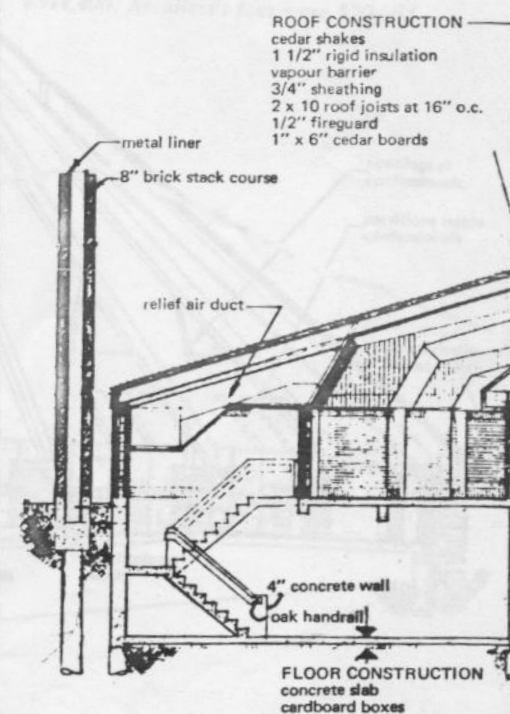 ROOF CONSTRUCTION
cedar shakes
1 1/2" rigid insulation
vapour barrier
3/4" sheathing
2 x 10 roof joists at 16" o.c.
1/2" fireguard
1" x 6" cedar boards
metal liner
8" brick stack course
relief air duct
4" concrete wall
oak handrail
FLOOR CONSTRUCTION
concrete slab
cardboard boxes